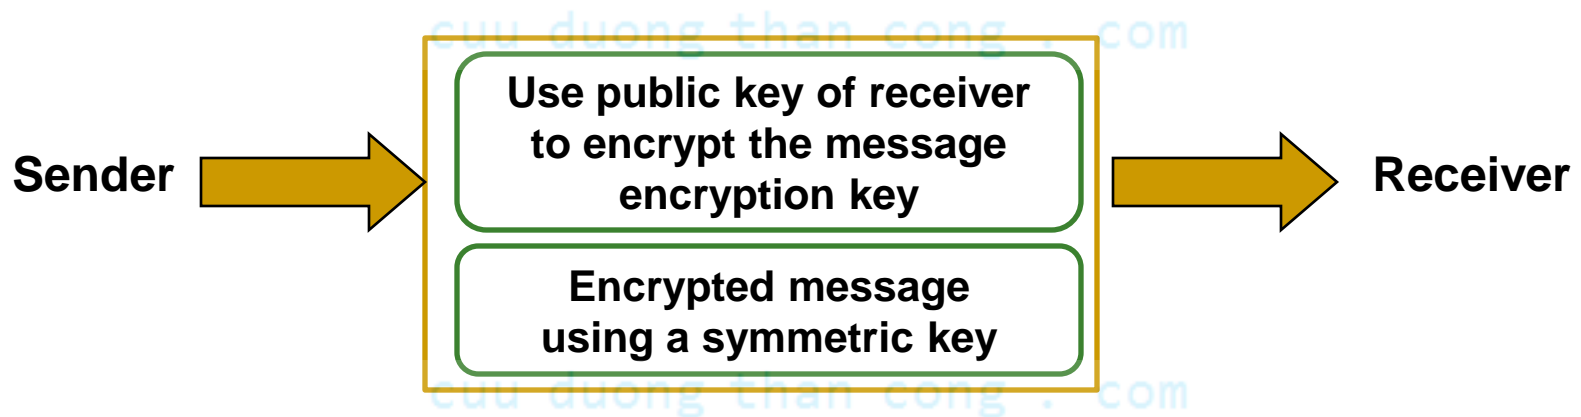 cuu duong than cong . com
Use public key of receiver
to encrypt the message
encryption key
Sender
Receiver
Encrypted message
using a symmetric key
cuu duong than cong . com